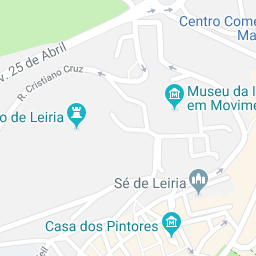 Centro Come
Ma
v. 25 de Abril
R. Cristiano Cruz
Museu da I
em Movime
o de Leiria
Sé de Leiria
Casa dos Pintores